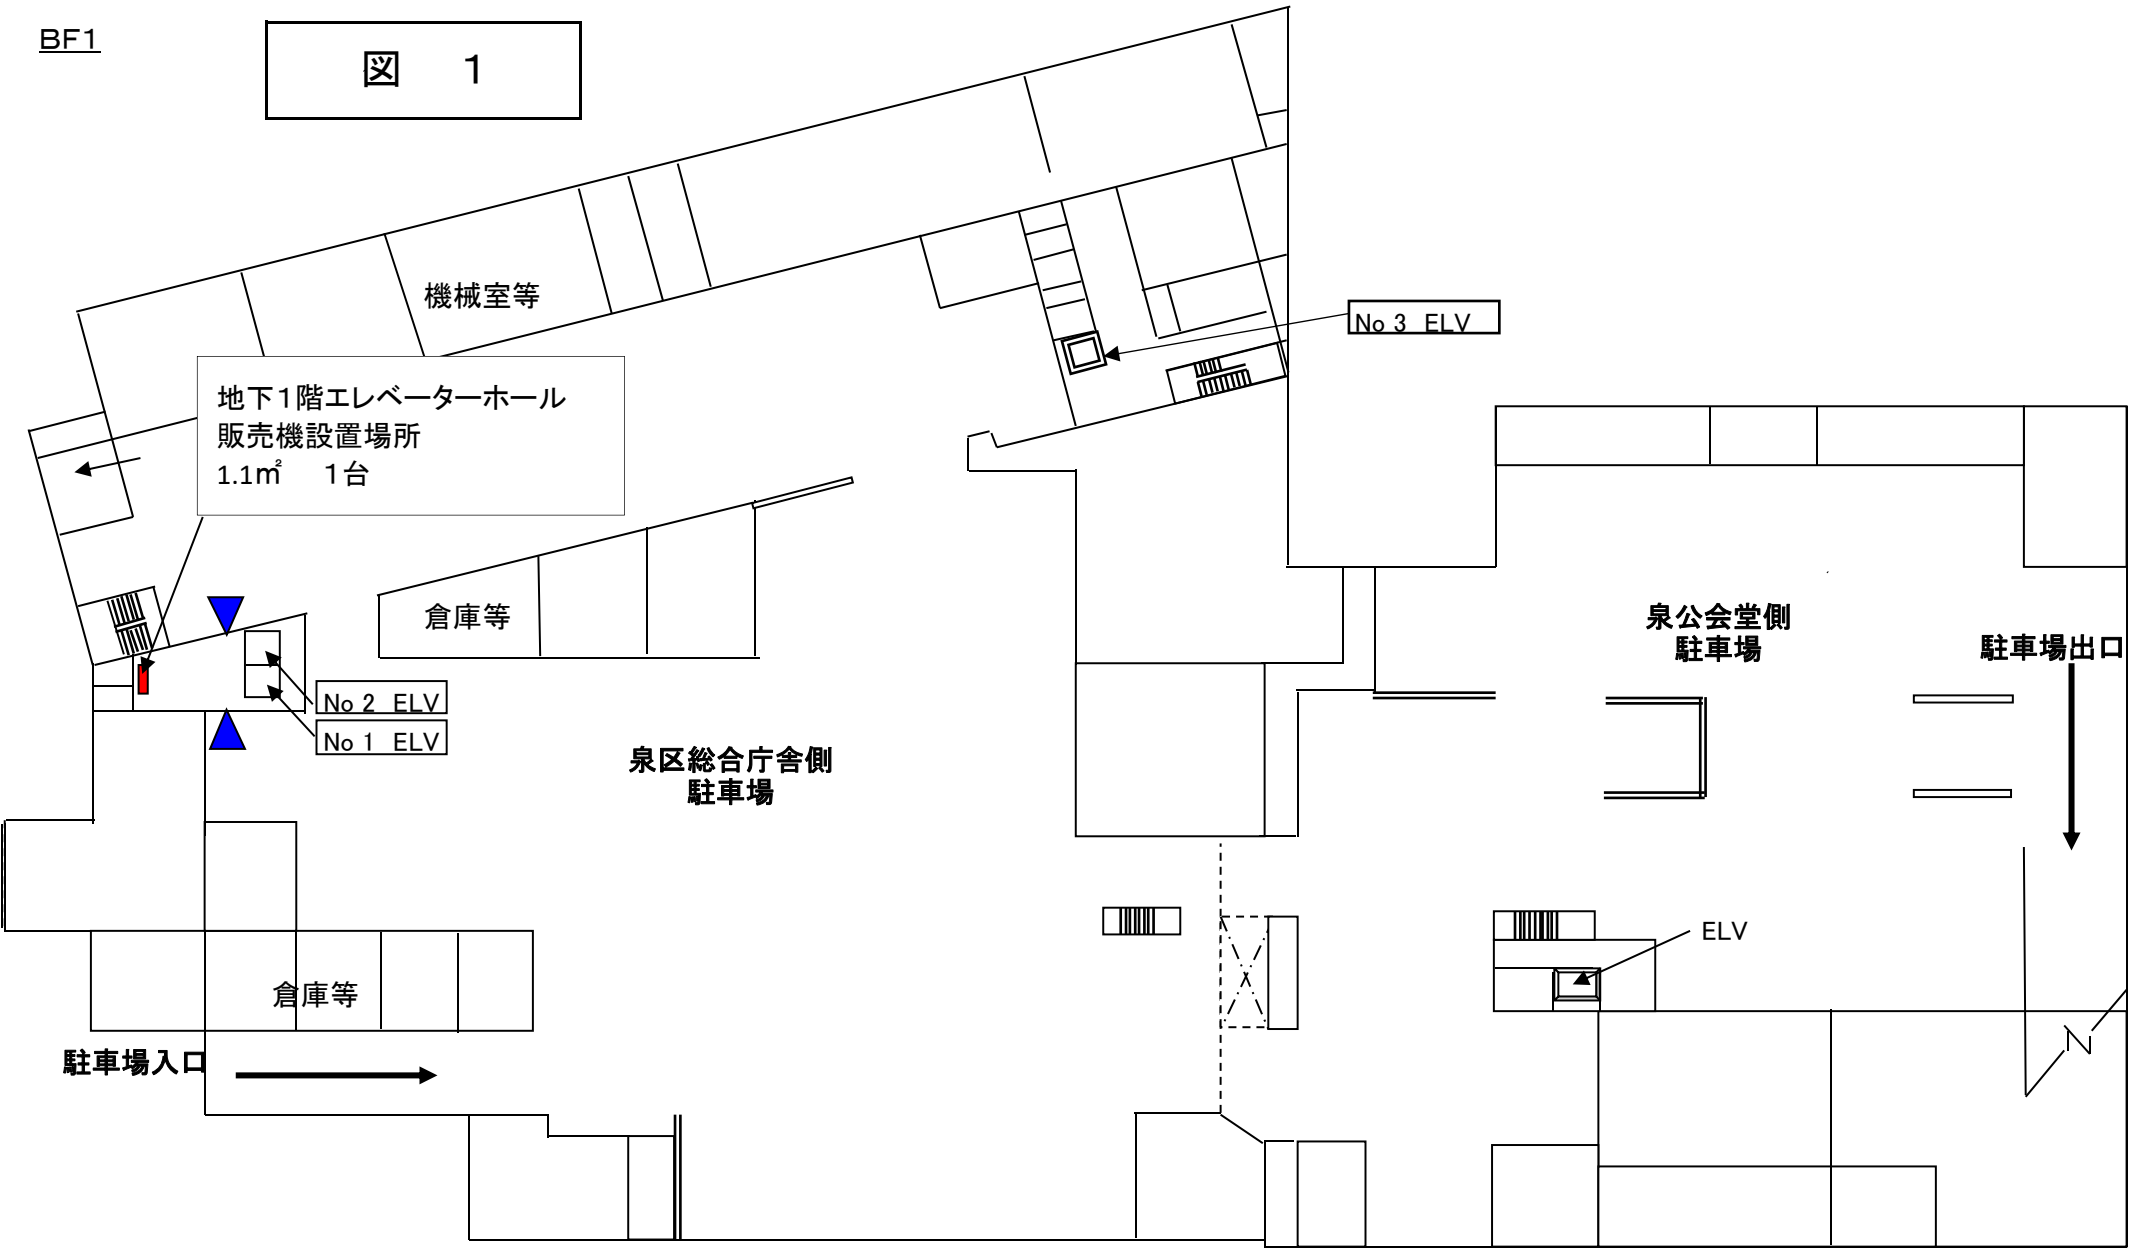 BF1
図　1
機械室等
No 3 ELV
地下1階エレベーターホール
販売機設置場所
1.1㎡　1台
倉庫等
泉公会堂側
駐車場
駐車場出口
No 2 ELV
No 1 ELV
泉区総合庁舎側
駐車場
ELV
倉庫等
N
駐車場入口